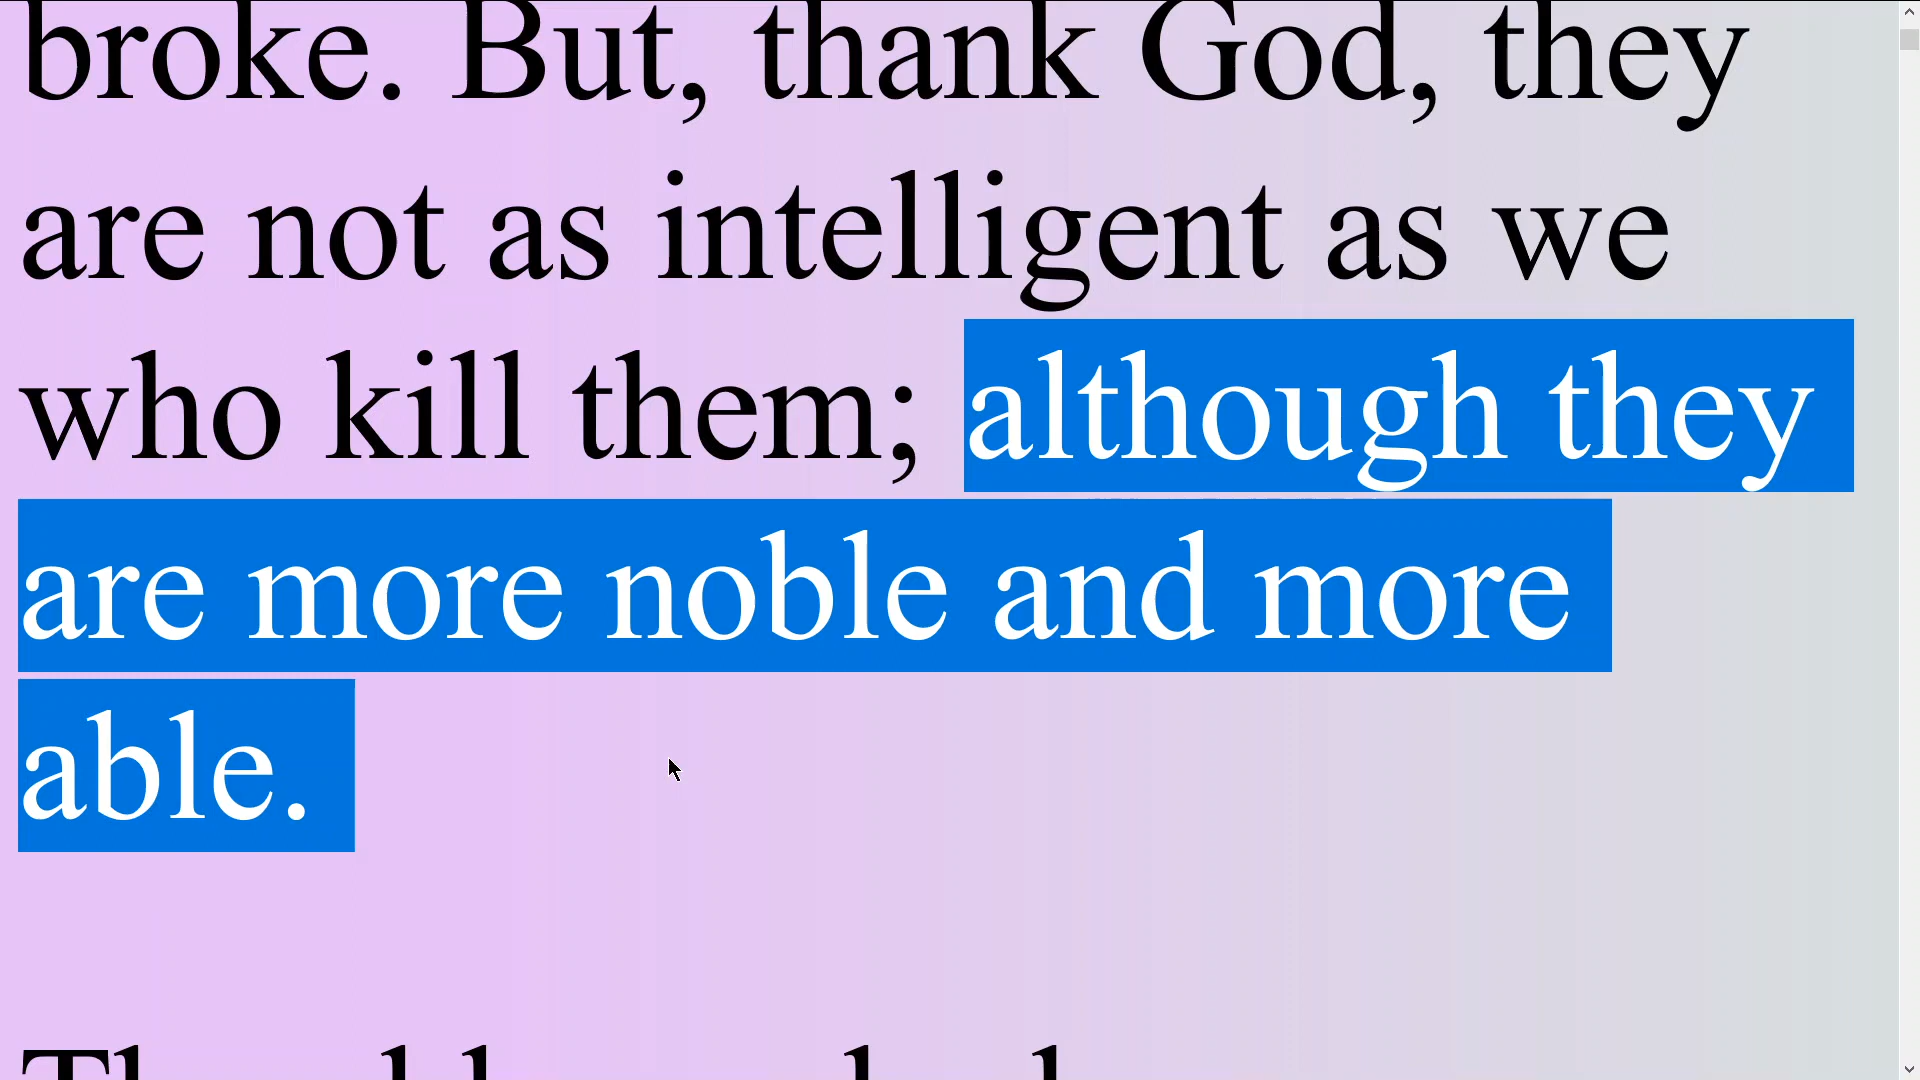 broke. But, thank God, they
are not as intelligent as we
who kill them; although they
are more noble and more
able.